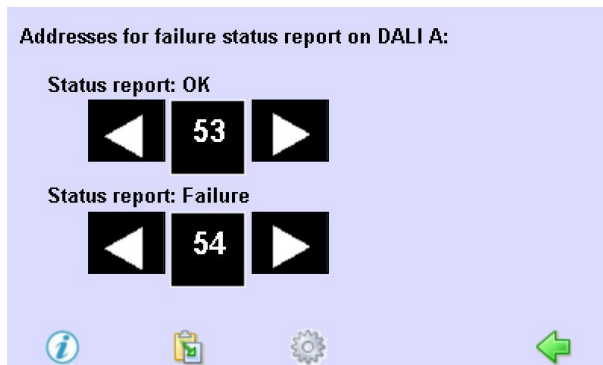 Addresses for failure status report on DALI A:
Status report: OK
53
Status report: Failure
54
i